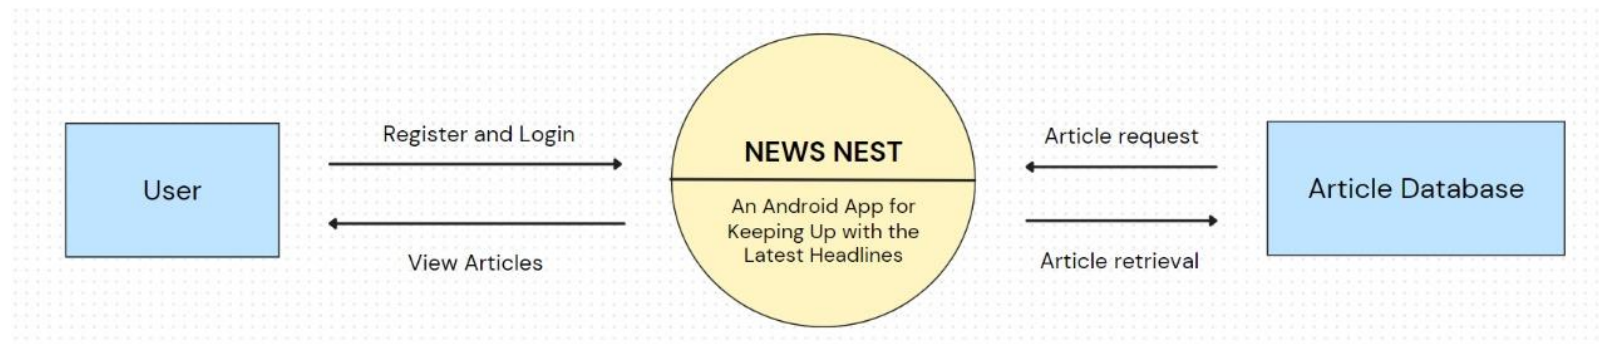 User
Register and Login
View Articles
NEWS NEST
An Android App for
Keeping Up with the
Latest Headlines
Article request
Article retrieval
Article Database